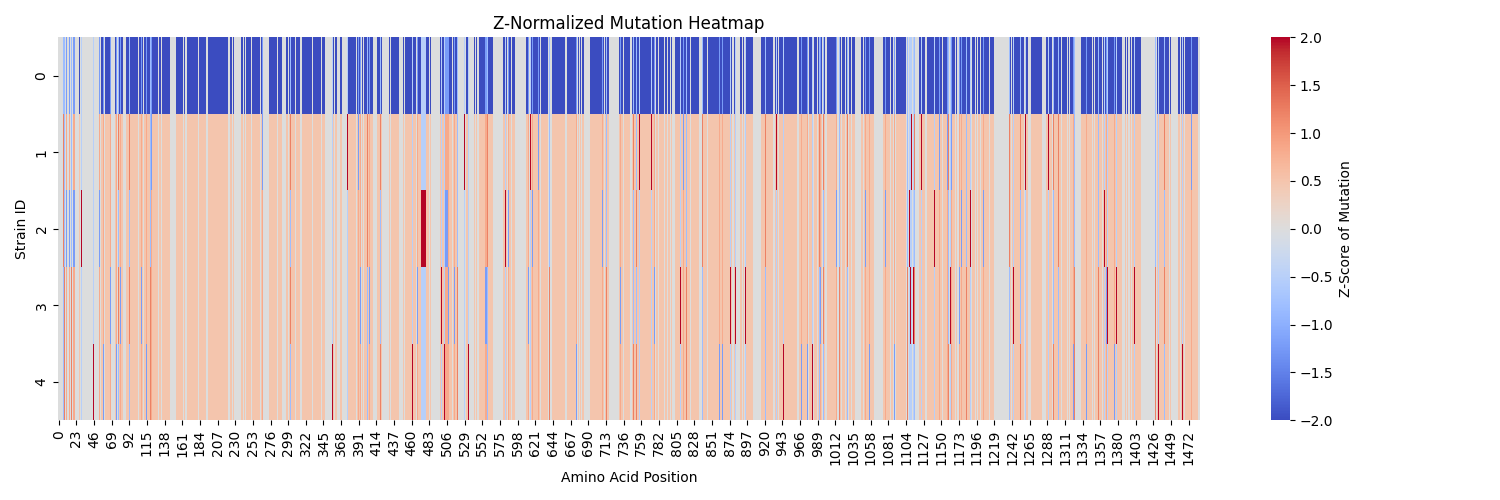 Z-Normalized Mutation Heatmap
Strain ID
0
1
2
3
4
0 23 46 69 92 115 138 161 184 207 230 253 276 299 322 345 368 391 414 437 460 483 506 529 552 575 598 621 644 667 690 713 736 759 782 805 828 851 874 897 920 943 966 989 1012 1035 1058 1081 1104 1127 1150 1173 1196 1219 1242 1265 1288 1311 1334 1357 1380 1403 1426 1449 1472
Amino Acid Position
2.0
1.5
1.0
0.5
0.0
−0.5
−1.0
−1.5
−2.0
Z-Score of Mutation